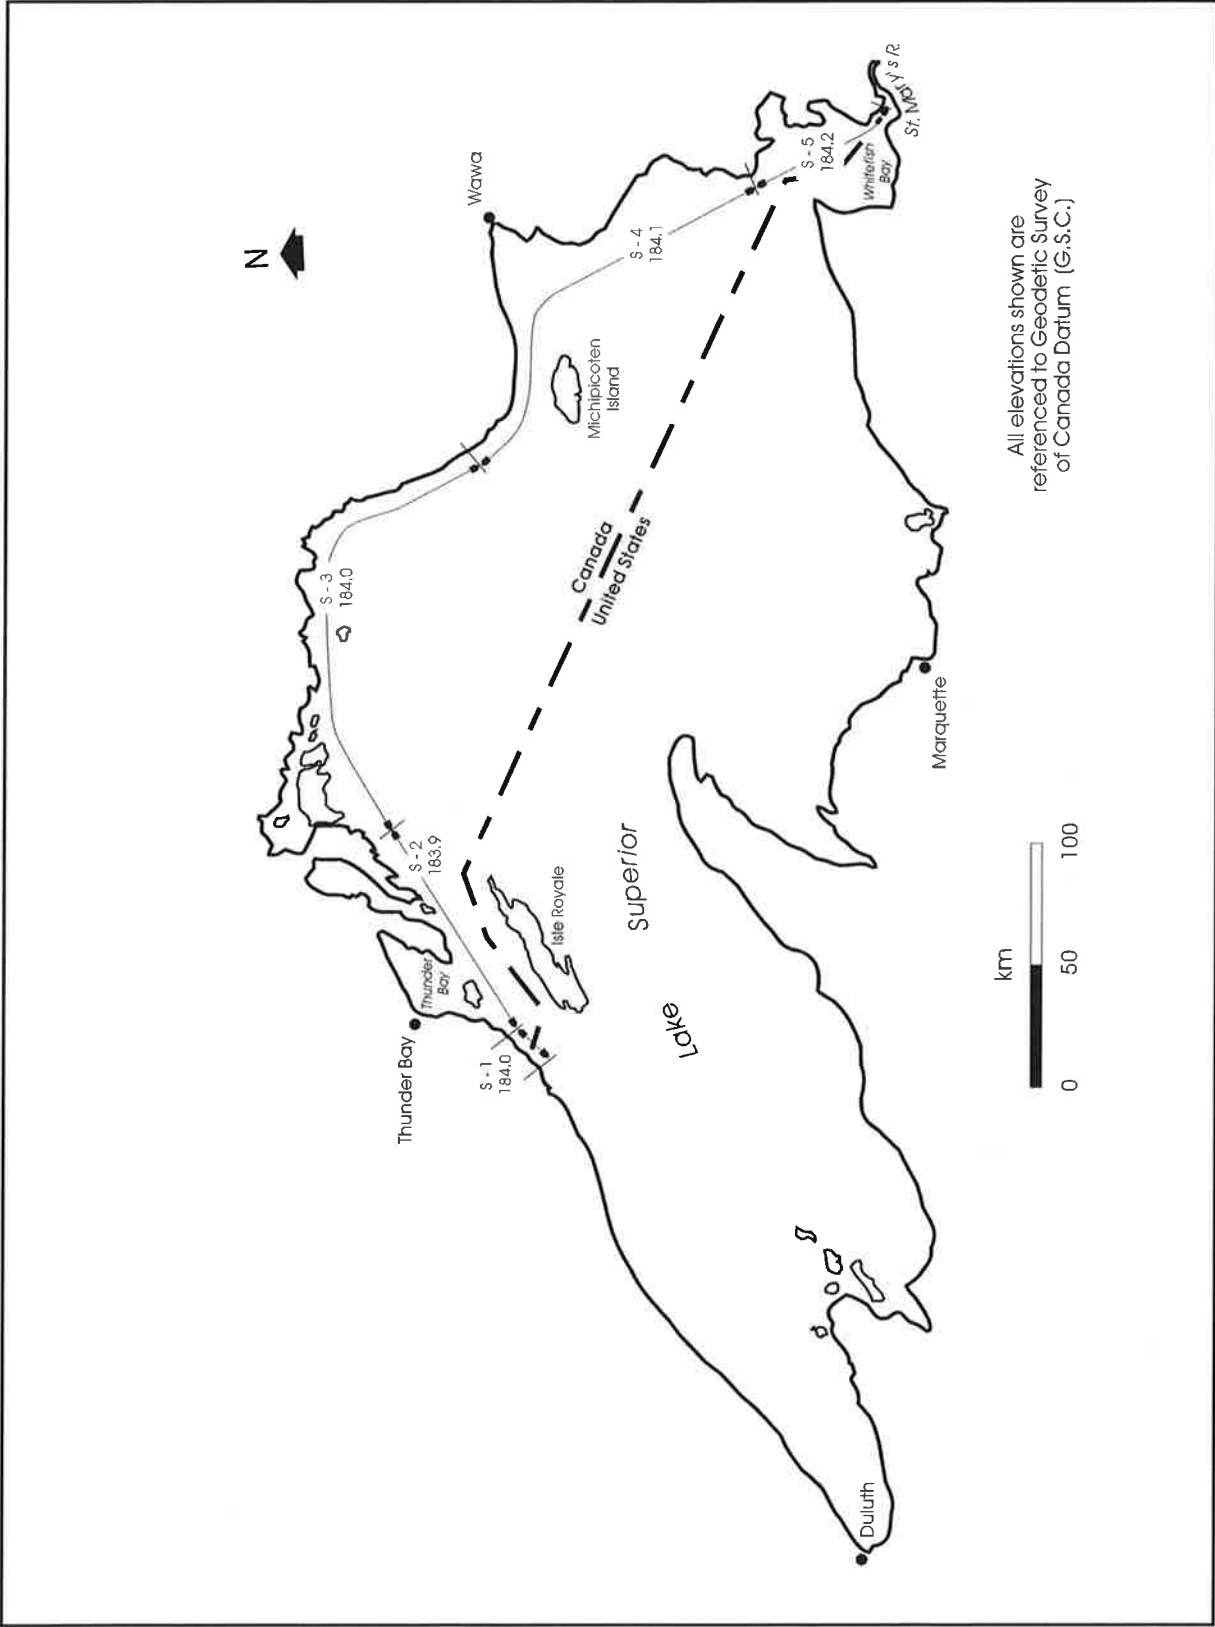 N
Wawa
S - 4
184.1
S - 5
184.2
Whitefish
Bay
St. Mary's R.
Michipicoten
Island
S - 3
184.0
Canada
United States
S - 2
183.9
Isle Royale
Thunder
Bay
Thunder Bay
S - 1
184.0
Lake
Superior
Marquette
Duluth
All elevations shown are
referenced to Geodetic Survey
of Canada Datum (G.S.C.)
km
0 50 100